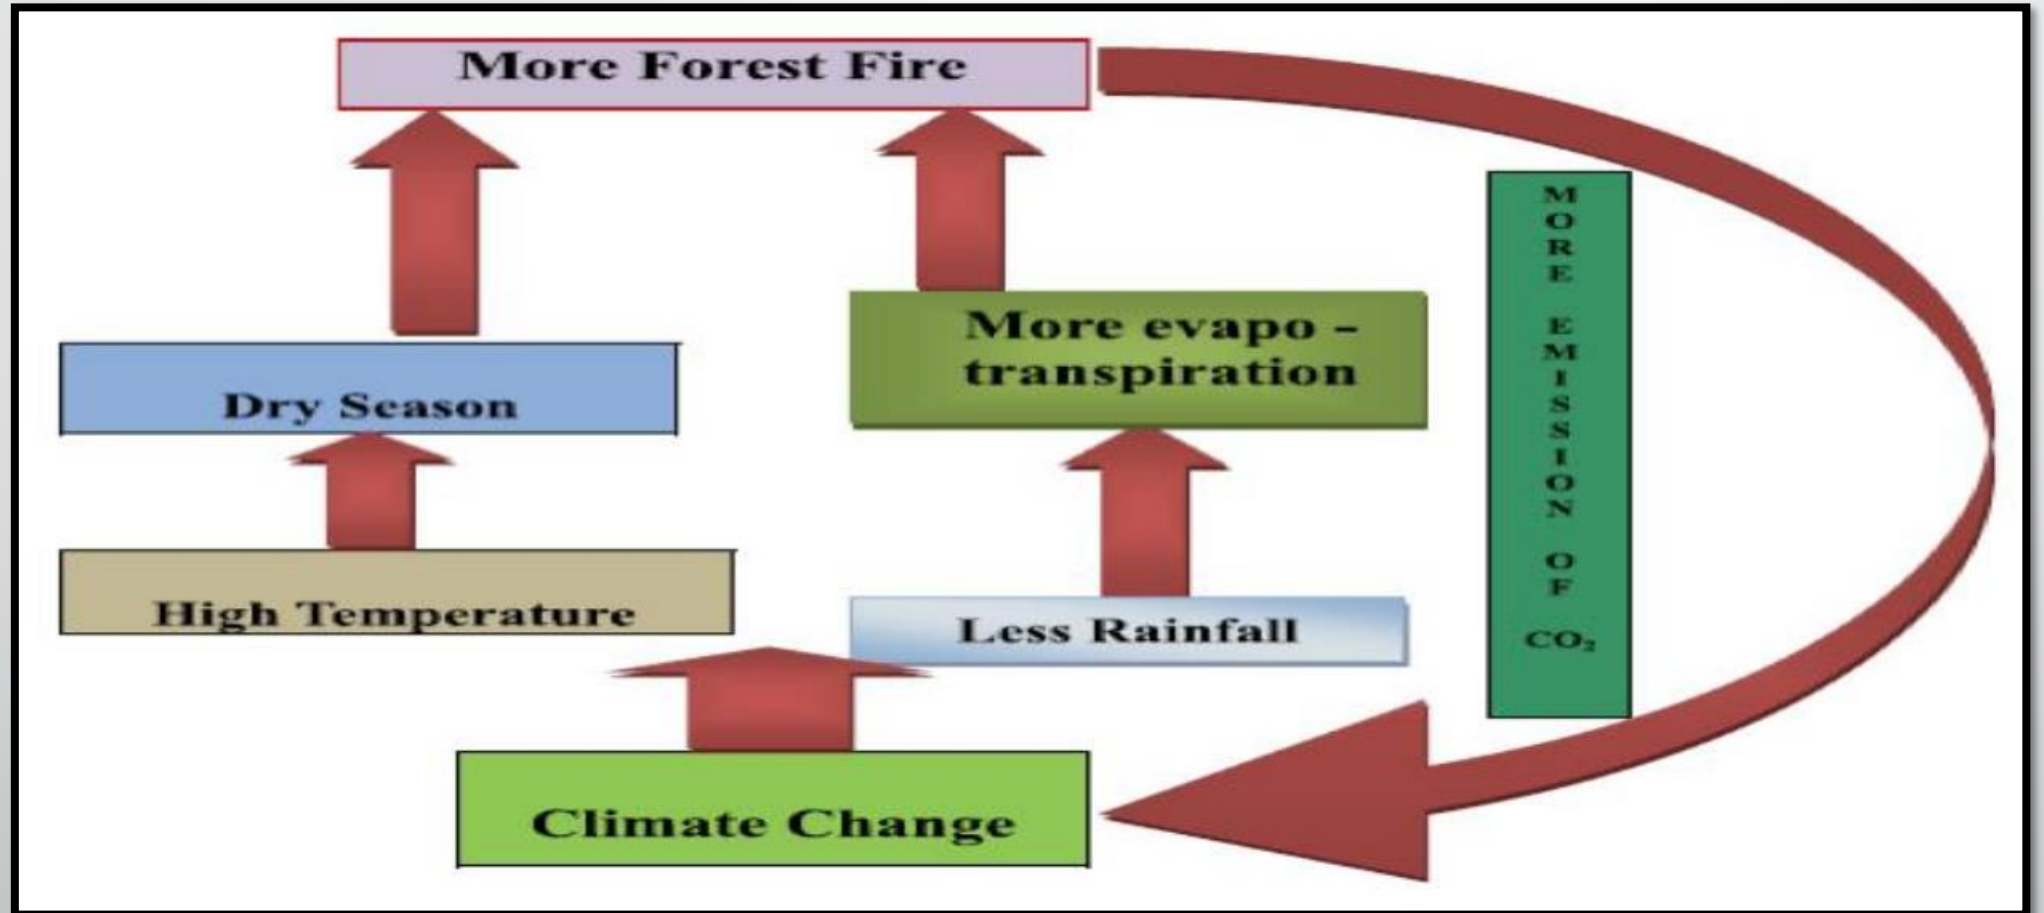 More Forest Fire
More evapo -
transpiration
Dry Season
High Temperature
Less Rainfall
Climate Change
MORE EMISSION OF
CO₂